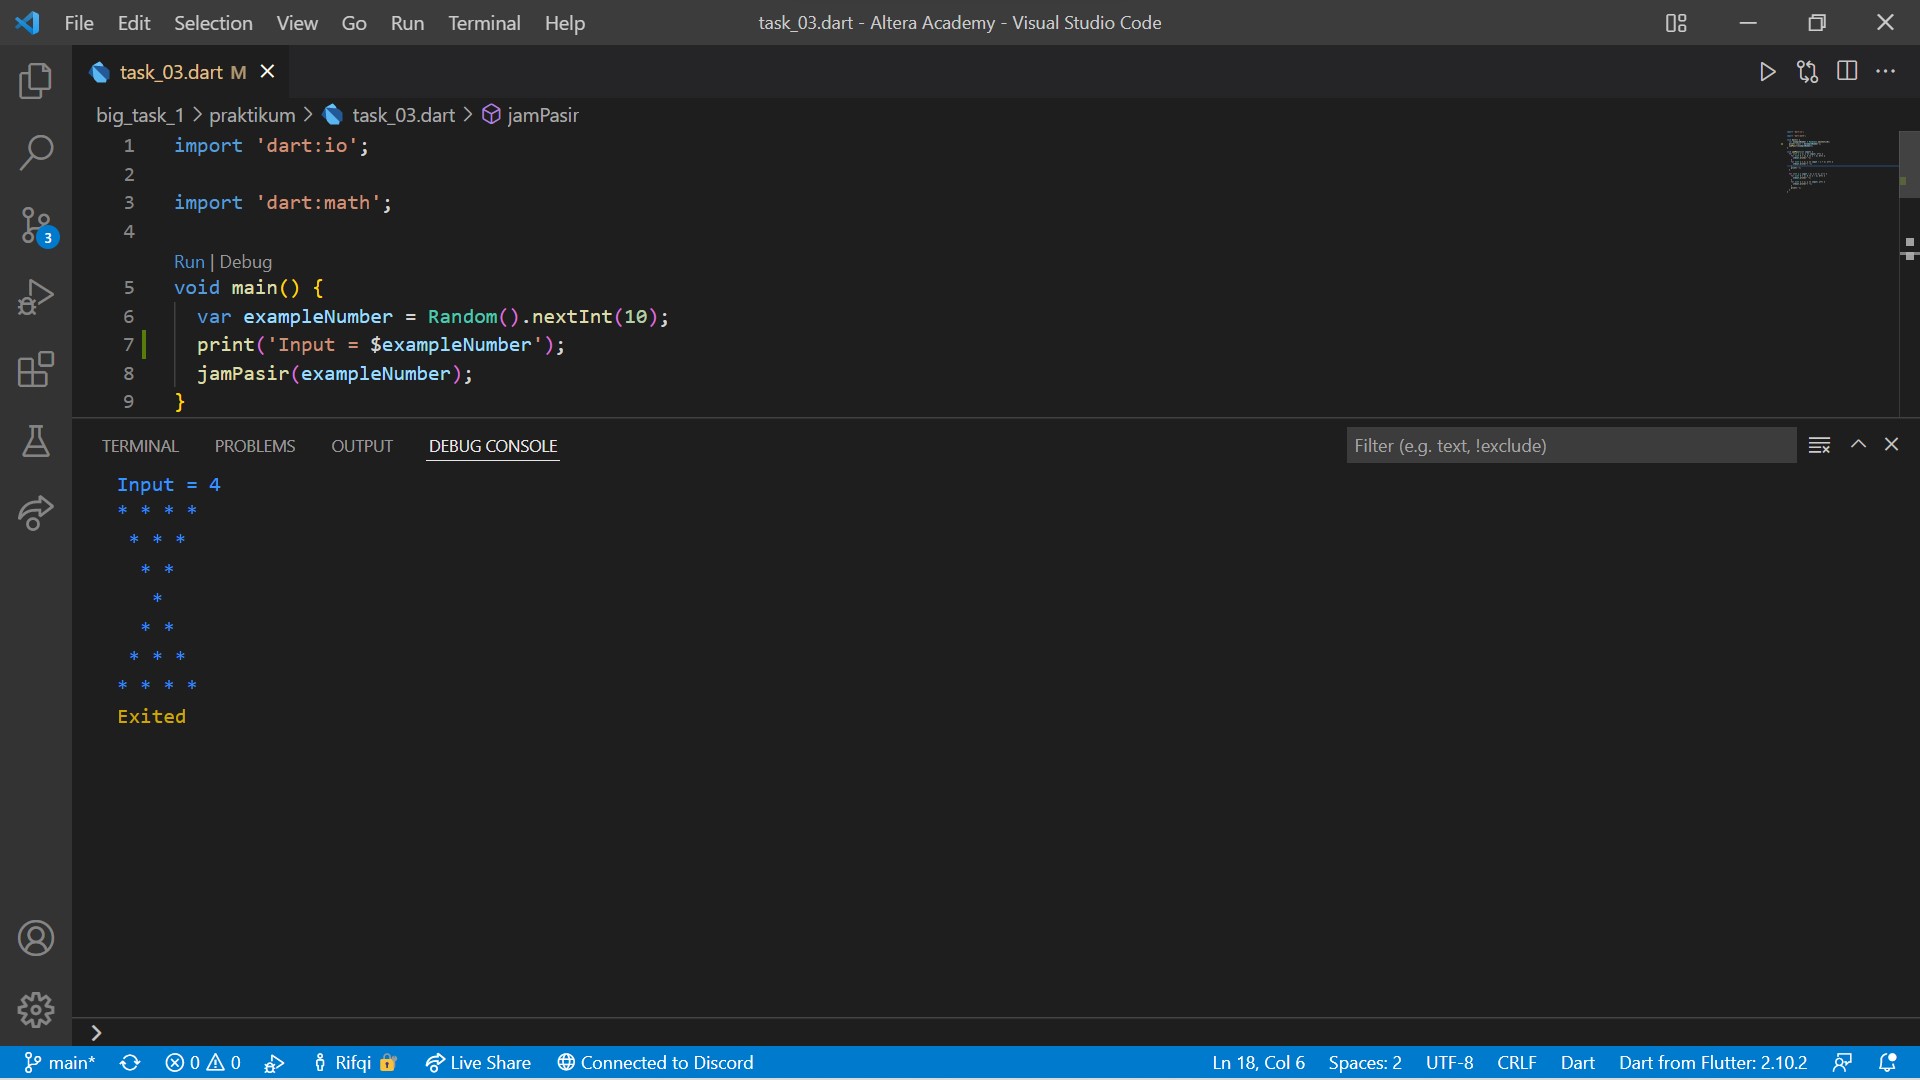 File Edit Selection View Go Run Terminal Help task_03.dart - Altera Academy - Visual Studio Code
task_03.dart M
big_task_1 > praktikum > task_03.dart > jamPasir
1 import 'dart:io';
2
3 import 'dart:math';
4
Run | Debug
5 void main() {
6 var exampleNumber = Random().nextInt(10);
7 print('Input = $exampleNumber');
8 jamPasir(exampleNumber);
9 }
3
TERMINAL PROBLEMS OUTPUT DEBUG CONSOLE Filter (e.g. text, !exclude)
Input = 4
* * * *
 * * *
  * *
   *
  * *
 * * *
* * * *
Exited
>
main* 0 0 Rifqi Live Share Connected to Discord Ln 18, Col 6 Spaces: 2 UTF-8 CRLF Dart Dart from Flutter: 2.10.2